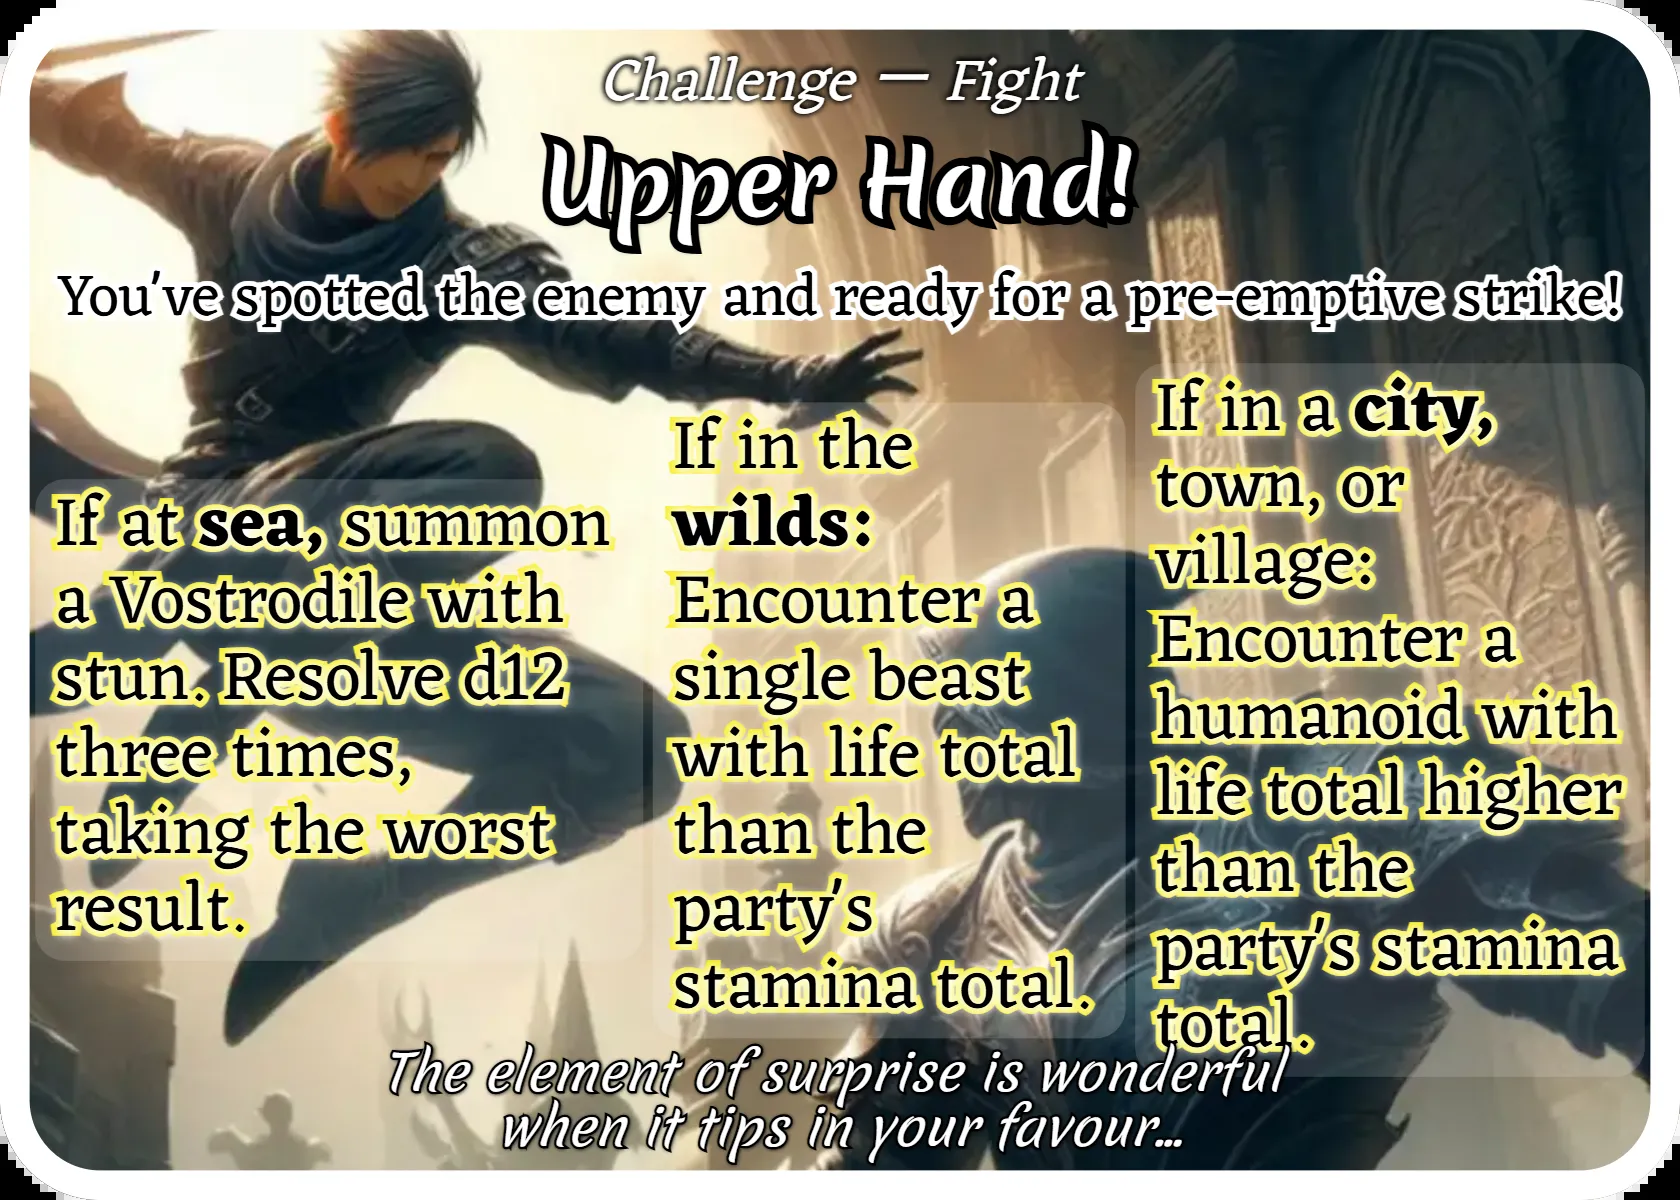 Challenge — Fight
Upper Hand!
You've spotted the enemy and ready for a pre-emptive strike!
If at sea, summon
a Vostrodile with
stun. Resolve d12
three times,
taking the worst
result.
If in the
wilds:
Encounter a
single beast
with life total
than the
party's
stamina total.
If in a city,
town, or
village:
Encounter a
humanoid with
life total higher
than the
party's stamina
total.
The element of surprise is wonderful
when it tips in your favour...